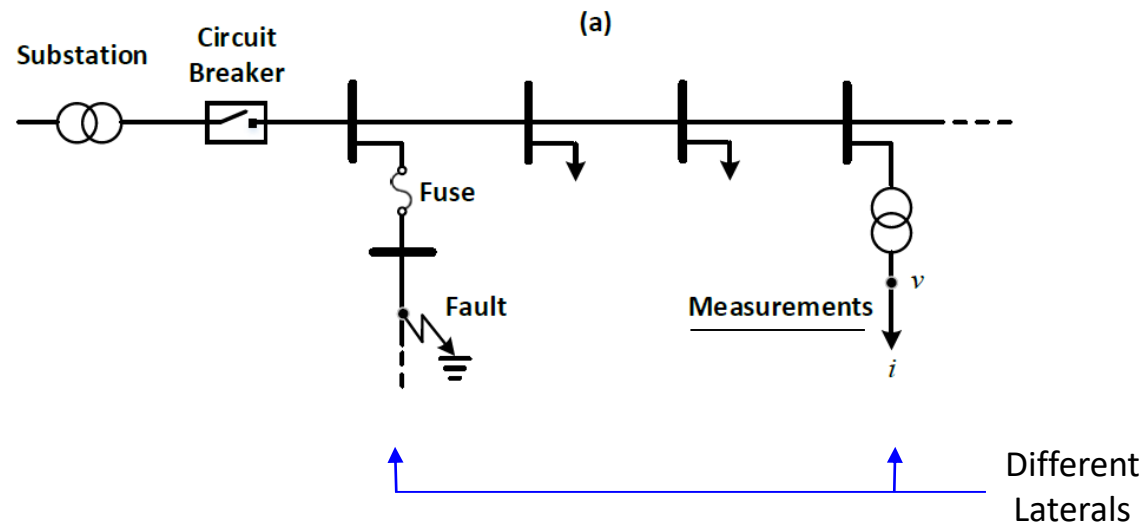 (a)
Substation
Circuit
Breaker
Fuse
Fault
Measurements
v
i
Different
Laterals